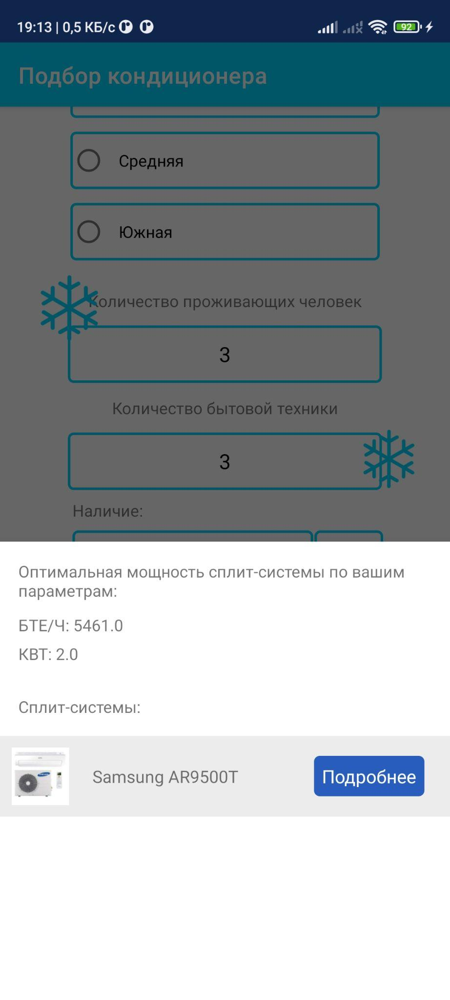 19:13 | 0,5 КБ/с
92
Подбор кондиционера
Средняя
Южная
Количество проживающих человек
3
Количество бытовой техники
3
Наличие:
Оптимальная мощность сплит-системы по вашим
параметрам:
БТЕ/Ч: 5461.0
КВТ: 2.0
Сплит-системы:
Samsung AR9500T
Подробнее